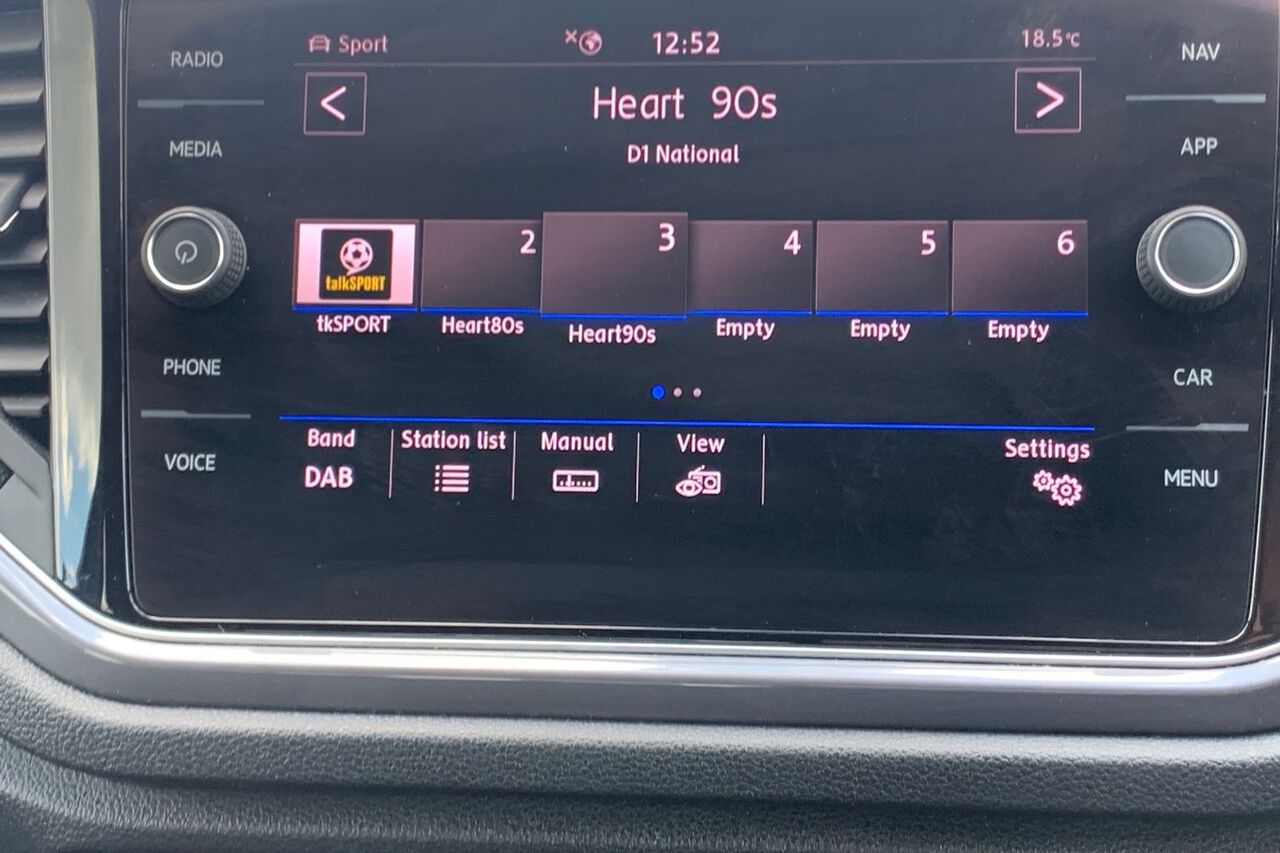 RADIO
MEDIA
PHONE
VOICE
Sport 12:52 18.5°C
< Heart 90s >
D1 National
talkSPORT 2 3 4 5 6
tkSPORT Heart80s Heart90s Empty Empty Empty
Band Station list Manual View Settings
DAB
NAV
APP
CAR
MENU